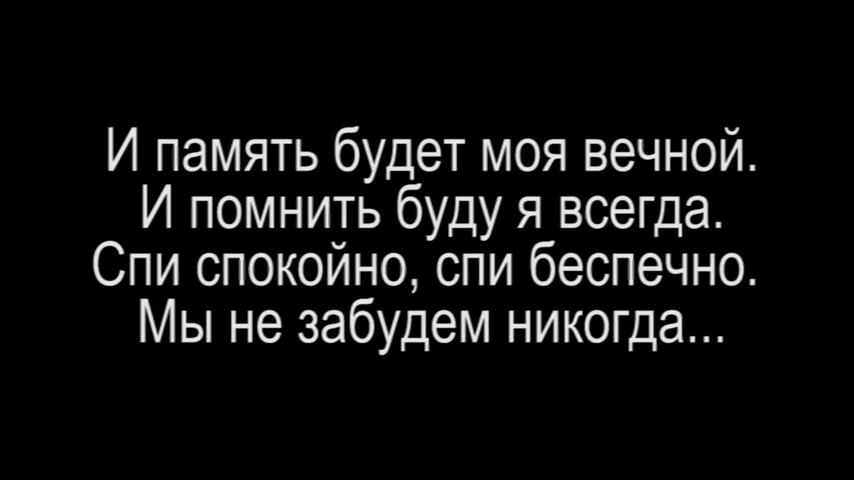 И память будет моя вечной.
И помнить буду я всегда.
Спи спокойно, спи беспечно.
Мы не забудем никогда...